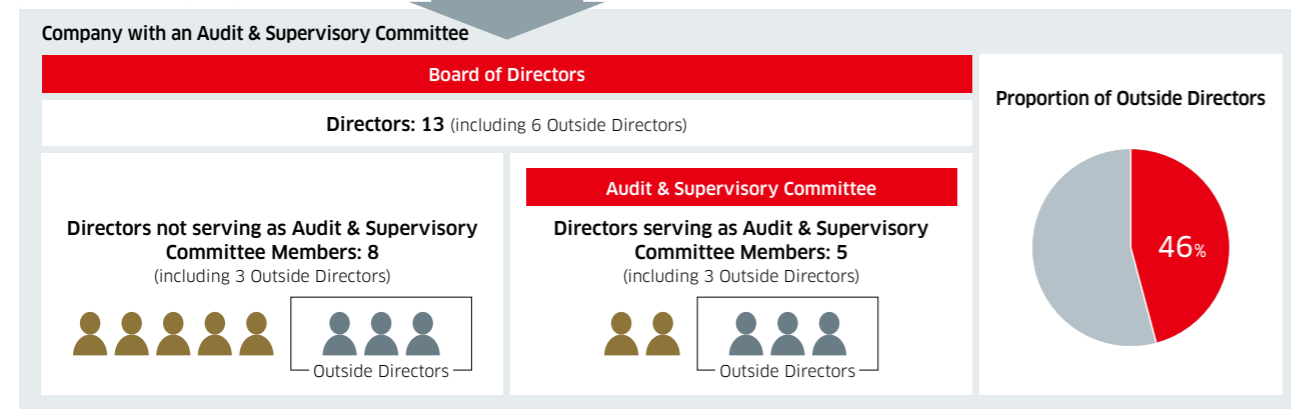 Company with an Audit & Supervisory Committee
Board of Directors
Directors: 13 (including 6 Outside Directors)
Directors not serving as Audit & Supervisory
Committee Members: 8
(including 3 Outside Directors)
Outside Directors
Audit & Supervisory Committee
Directors serving as Audit & Supervisory
Committee Members: 5
(including 3 Outside Directors)
Outside Directors
Proportion of Outside Directors
46%